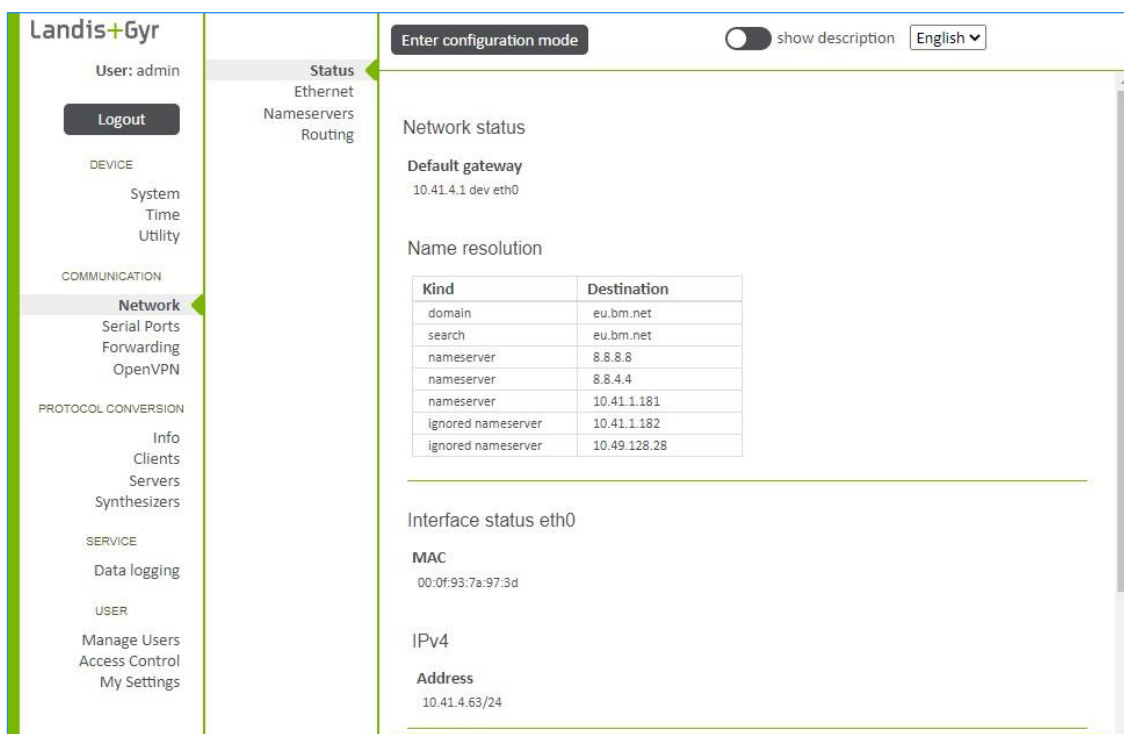 Landis+Gyr
User: admin
Logout
DEVICE
System
Time
Utility
COMMUNICATION
Network
Serial Ports
Forwarding
OpenVPN
PROTOCOL CONVERSION
Info
Clients
Servers
Synthesizers
SERVICE
Data logging
USER
Manage Users
Access Control
My Settings
Status
Ethernet
Nameservers
Routing
Enter configuration mode show description English
Network status
Default gateway
10.41.4.1 dev eth0
Name resolution
Kind Destination
domain eu.bm.net
search eu.bm.net
nameserver 8.8.8.8
nameserver 8.8.4.4
nameserver 10.41.1.181
ignored nameserver 10.41.1.182
ignored nameserver 10.49.128.28
Interface status eth0
MAC
00:0f:93:7a:97:3d
IPv4
Address
10.41.4.63/24